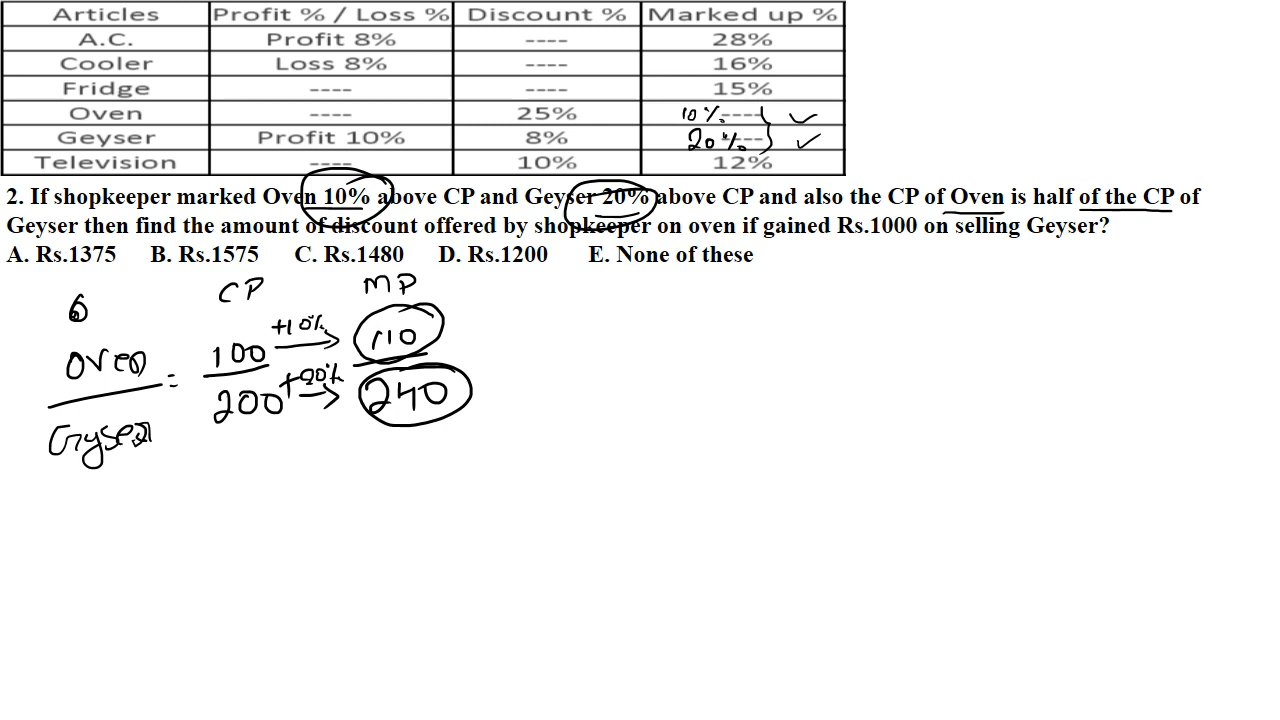 Articles Profit % / Loss % Discount % Marked up %
A.C. Profit 8% ---- 28%
Cooler Loss 8% ---- 16%
Fridge ---- ---- 15%
Oven ---- 25% 10% ----
Geyser Profit 10% 8% 20% ----
Television ---- 10% 12%
2. If shopkeeper marked Oven 10% above CP and Geyser 20% above CP and also the CP of Oven is half of the CP of
Geyser then find the amount of discount offered by shopkeeper on oven if gained Rs.1000 on selling Geyser?
A. Rs.1375 B. Rs.1575 C. Rs.1480 D. Rs.1200 E. None of these
CP MP
Oven = 100 +10% 110
200 +20% 240